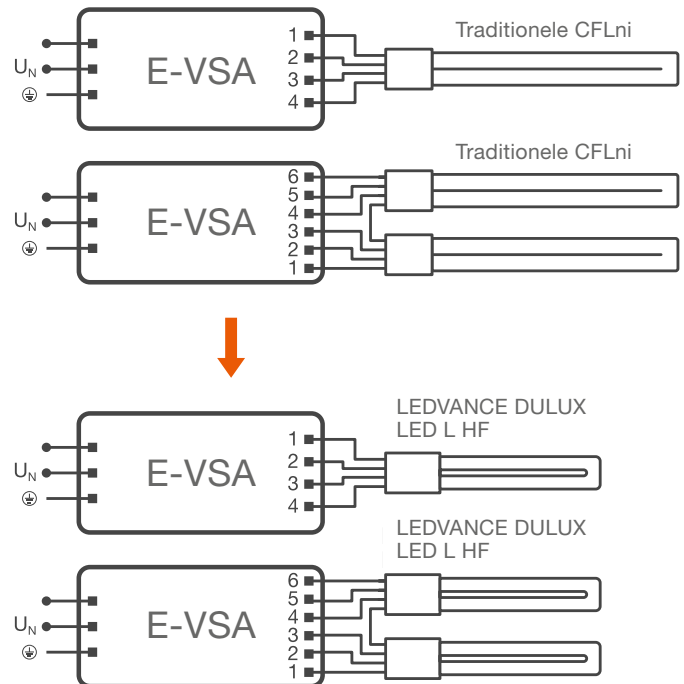 Traditionele CFLni
E-VSA
1
2
3
4
U_N
Traditionele CFLni
E-VSA
6
5
4
3
2
1
U_N
LEDVANCE DULUX
LED L HF
E-VSA
1
2
3
4
U_N
LEDVANCE DULUX
LED L HF
E-VSA
6
5
4
3
2
1
U_N